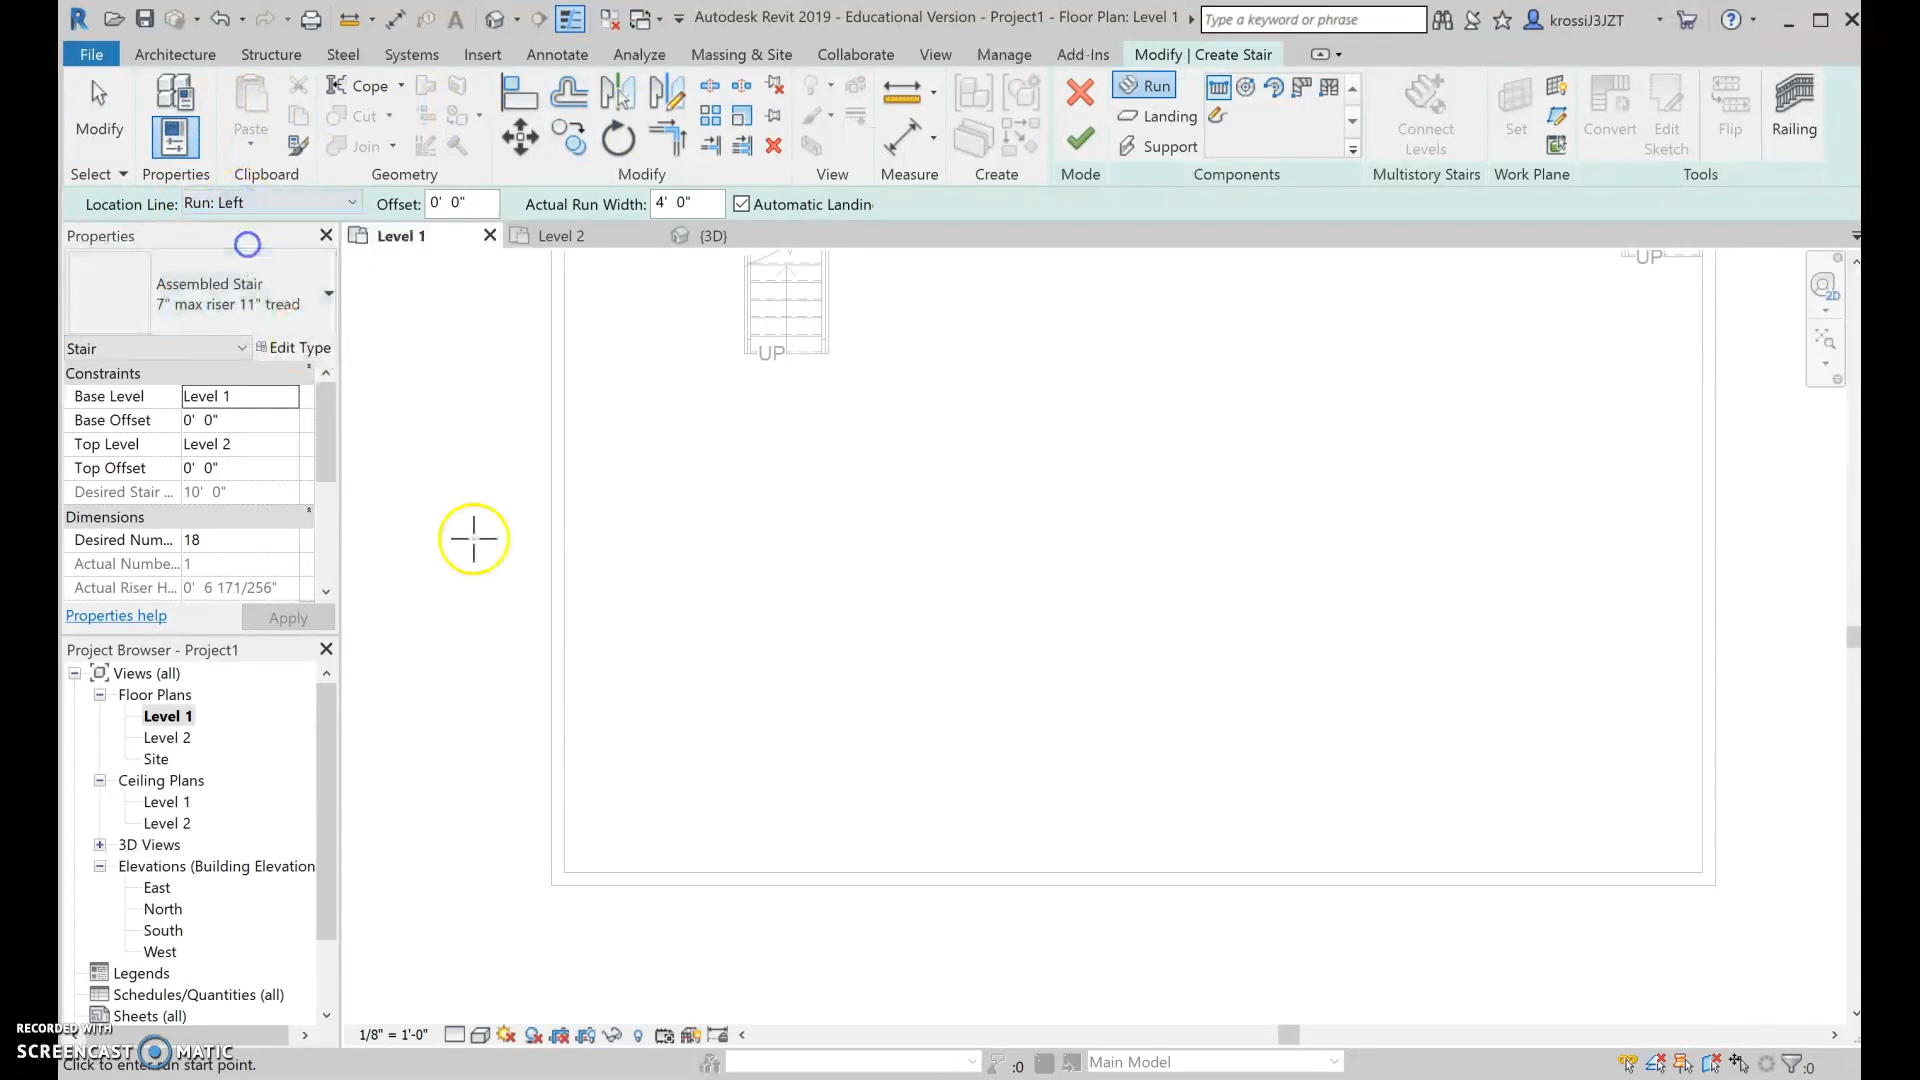 Autodesk Revit 2019 - Educational Version - Project1 - Floor Plan: Level 1
Type a keyword or phrase
krossiJ3JZT
File Architecture Structure Steel Systems Insert Annotate Analyze Massing & Site Collaborate View Manage Add-Ins Modify | Create Stair
Modify
Paste
Cope
Cut
Join
Run
Landing
Support
Connect Levels
Set
Convert
Edit Sketch
Flip
Railing
Select Properties Clipboard Geometry Modify View Measure Create Mode Components Multistory Stairs Work Plane Tools
Location Line: Run: Left Offset: 0' 0" Actual Run Width: 4' 0" Automatic Landin
Properties
Level 1
Level 2
{3D}
Assembled Stair
7" max riser 11" tread
Stair Edit Type
Constraints
Base Level Level 1
Base Offset 0' 0"
Top Level Level 2
Top Offset 0' 0"
Desired Stair ... 10' 0"
Dimensions
Desired Num... 18
Actual Numbe... 1
Actual Riser H... 0' 6 171/256"
Properties help Apply
UP
UP
2D
Project Browser - Project1
Views (all)
Floor Plans
Level 1
Level 2
Site
Ceiling Plans
Level 1
Level 2
3D Views
Elevations (Building Elevation
East
North
South
West
Legends
Schedules/Quantities (all)
Sheets (all)
1/8" = 1'-0"
RECORDED WITH
SCREENCAST MATIC
Click to enter run start point.
:0
Main Model
:0